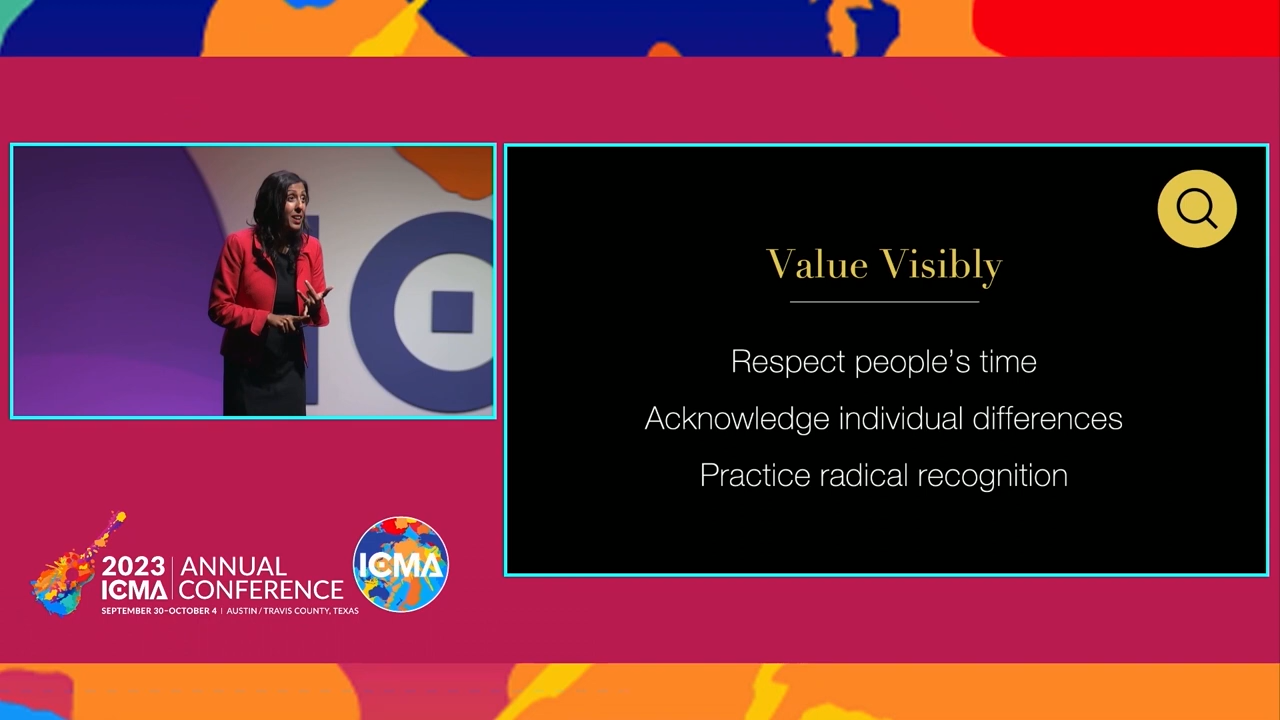 Value Visibly
Respect people's time
Acknowledge individual differences
Practice radical recognition
2023 ICMA
ANNUAL CONFERENCE
SEPTEMBER 30–OCTOBER 4 | AUSTIN / TRAVIS COUNTY, TEXAS
ICMA